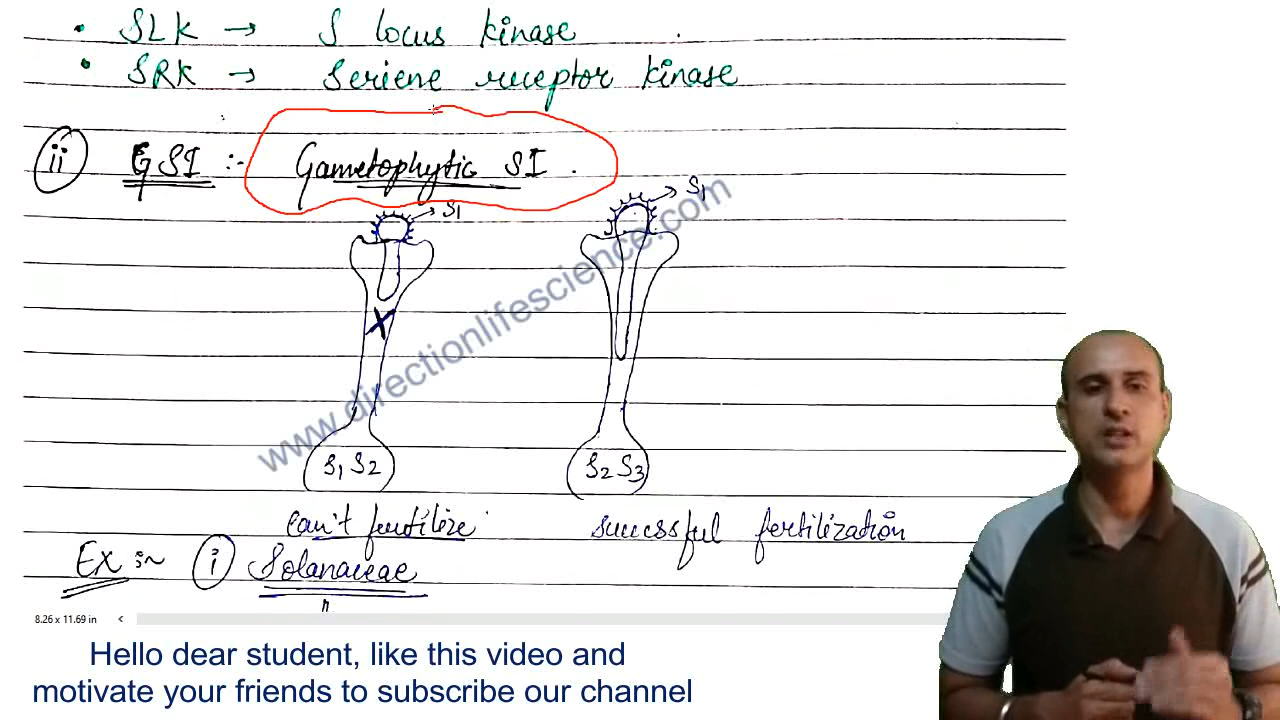 • SLK → S locus kinase
• SRK → Seriene receptor kinase
ii GSI :- Gametophytic SI .
→ S1 → S1
www.directionlifescience.com
X
S1 S2 S2 S3
can't fertilize successful fertilization
Ex :~ i Solanaceae
8.26 x 11.69 in <
Hello dear student, like this video and
motivate your friends to subscribe our channel